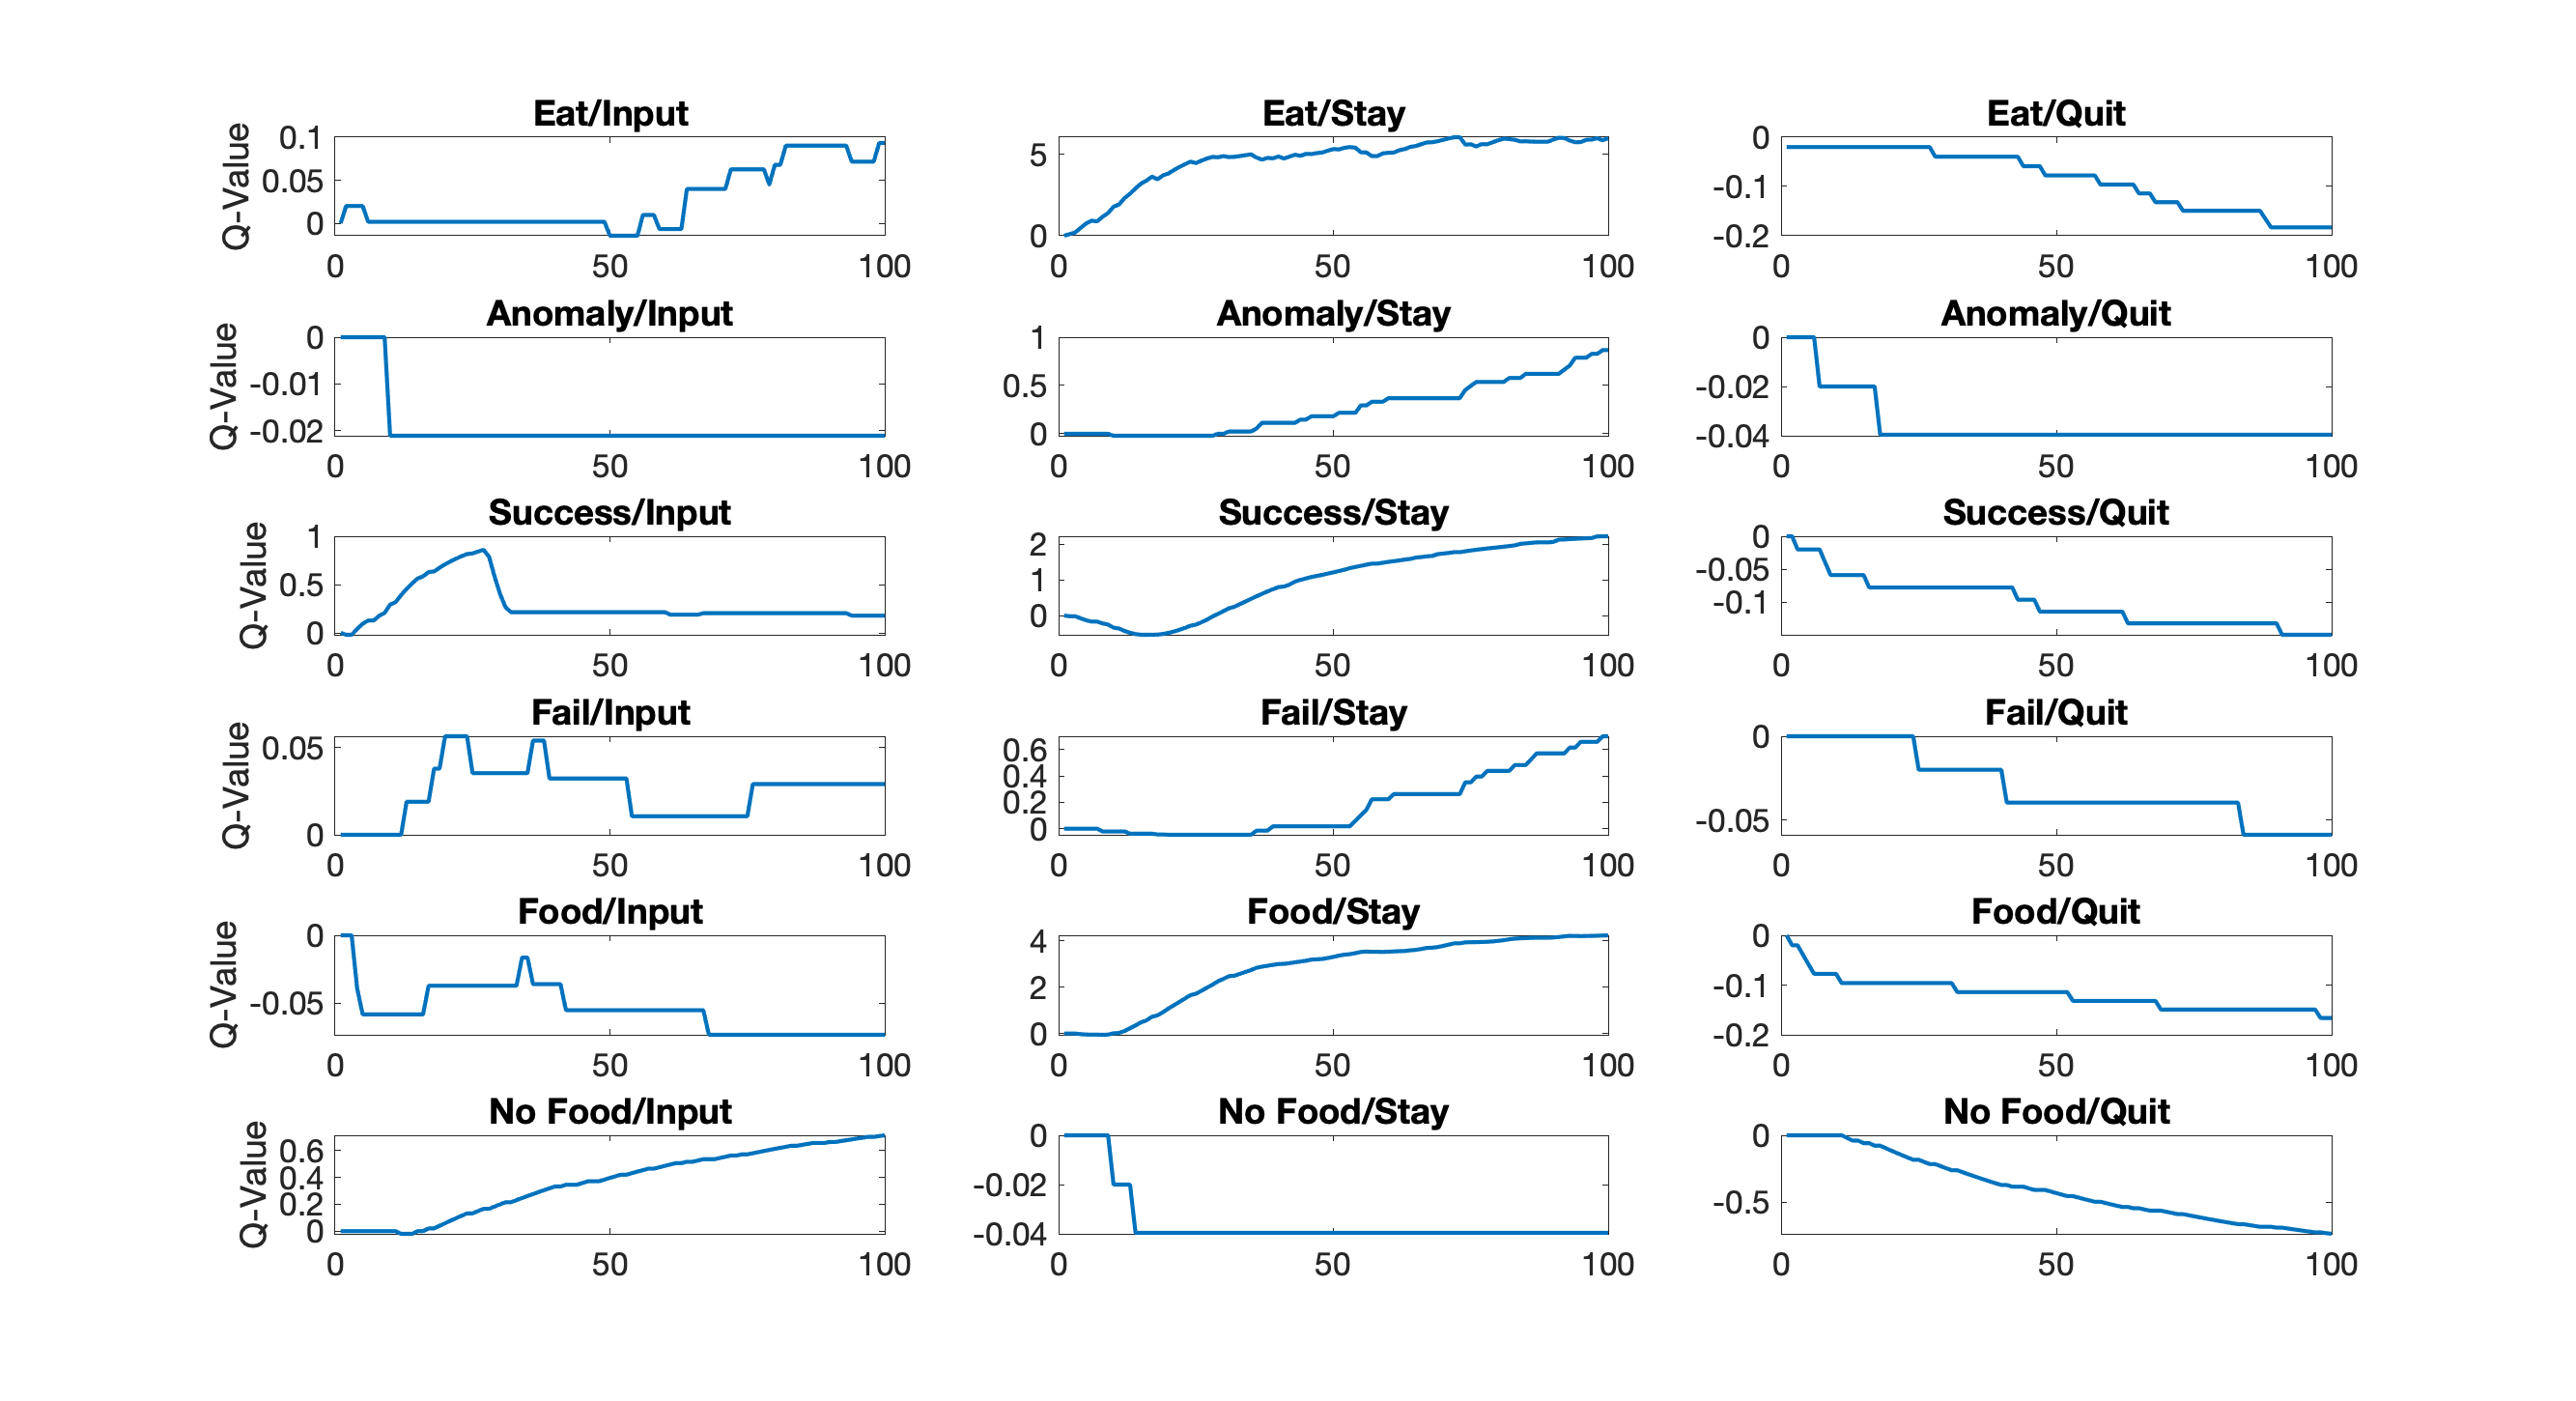 Eat/Input Eat/Stay Eat/Quit
Q-Value
0.1 5 0
0.05 -0.1
0 0 -0.2
0 50 100 0 50 100 0 50 100
Anomaly/Input Anomaly/Stay Anomaly/Quit
Q-Value
0 1 0
-0.01 0.5 -0.02
-0.02 0 -0.04
0 50 100 0 50 100 0 50 100
Success/Input Success/Stay Success/Quit
Q-Value
1 2 0
0.5 1 -0.05
0 0 -0.1
0 50 100 0 50 100 0 50 100
Fail/Input Fail/Stay Fail/Quit
Q-Value
0.05 0.6 0
0.4
0.2
0 0 -0.05
0 50 100 0 50 100 0 50 100
Food/Input Food/Stay Food/Quit
Q-Value
0 4 0
-0.05 2 -0.1
0 -0.2
0 50 100 0 50 100 0 50 100
No Food/Input No Food/Stay No Food/Quit
Q-Value
0.6 0 0
0.4 -0.02
0.2 -0.5
0 -0.04
0 50 100 0 50 100 0 50 100